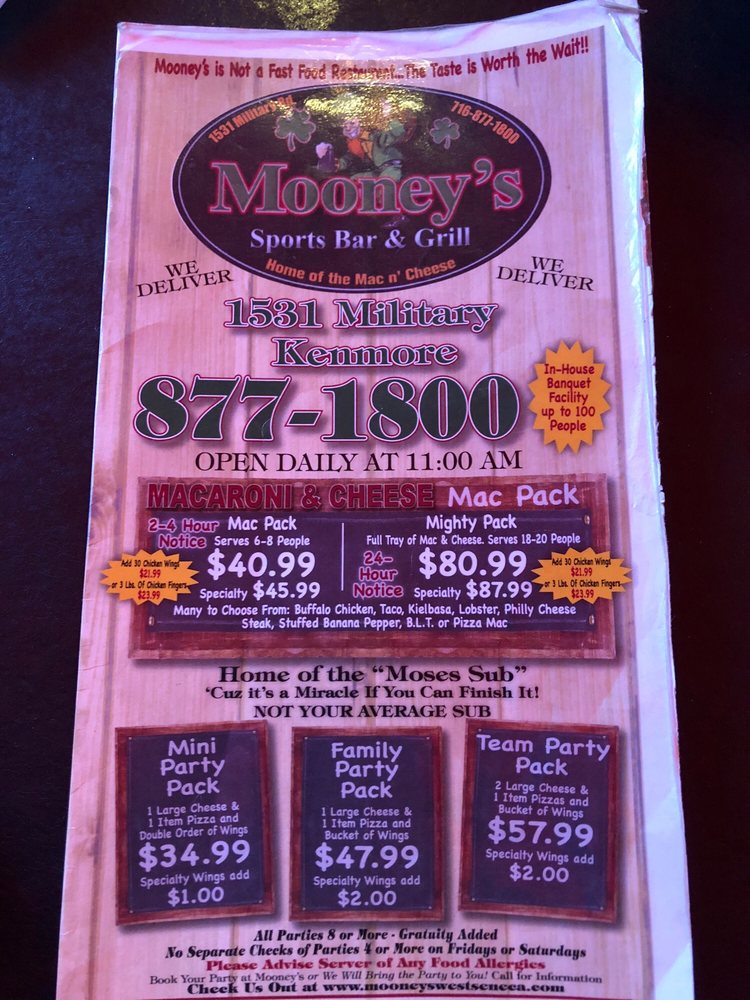 Mooney's is Not a Fast Food Restaurant...The Taste is Worth the Wait!!
1531 Military Rd
716-877-1800
Mooney's
Sports Bar & Grill
Home of the Mac n' Cheese
WE
DELIVER
WE
DELIVER
1531 Military
Kenmore
877-1800
In-House
Banquet
Facility
up to 100
People
OPEN DAILY AT 11:00 AM
MACARONI & CHEESE Mac Pack
2-4 Hour
Notice
Mac Pack
Serves 6-8 People
$40.99
Specialty $45.99
Add 30 Chicken Wings
$21.99
or 3 Lbs. Of Chicken Fingers
$23.99
Mighty Pack
Full Tray of Mac & Cheese. Serves 18-20 People
24-
Hour
Notice
$80.99
Specialty $87.99
Add 30 Chicken Wings
$21.99
or 3 Lbs. Of Chicken Fingers
$23.99
Many to Choose From: Buffalo Chicken, Taco, Kielbasa, Lobster, Philly Cheese
Steak, Stuffed Banana Pepper, B.L.T. or Pizza Mac
Home of the “Moses Sub”
‘Cuz it's a Miracle If You Can Finish It!
NOT YOUR AVERAGE SUB
Mini
Party
Pack
1 Large Cheese &
1 Item Pizza and
Double Order of Wings
$34.99
Specialty Wings add
$1.00
Family
Party
Pack
1 Large Cheese &
1 Item Pizza and
Bucket of Wings
$47.99
Specialty Wings add
$2.00
Team Party
Pack
2 Large Cheese &
1 Item Pizzas and
Bucket of Wings
$57.99
Specialty Wings add
$2.00
All Parties 8 or More - Gratuity Added
No Separate Checks of Parties 4 or More on Fridays or Saturdays
Please Advise Server of Any Food Allergies
Book Your Party at Mooney's or We Will Bring the Party to You! Call for Information
Check Us Out at www.mooneyswestseneca.com